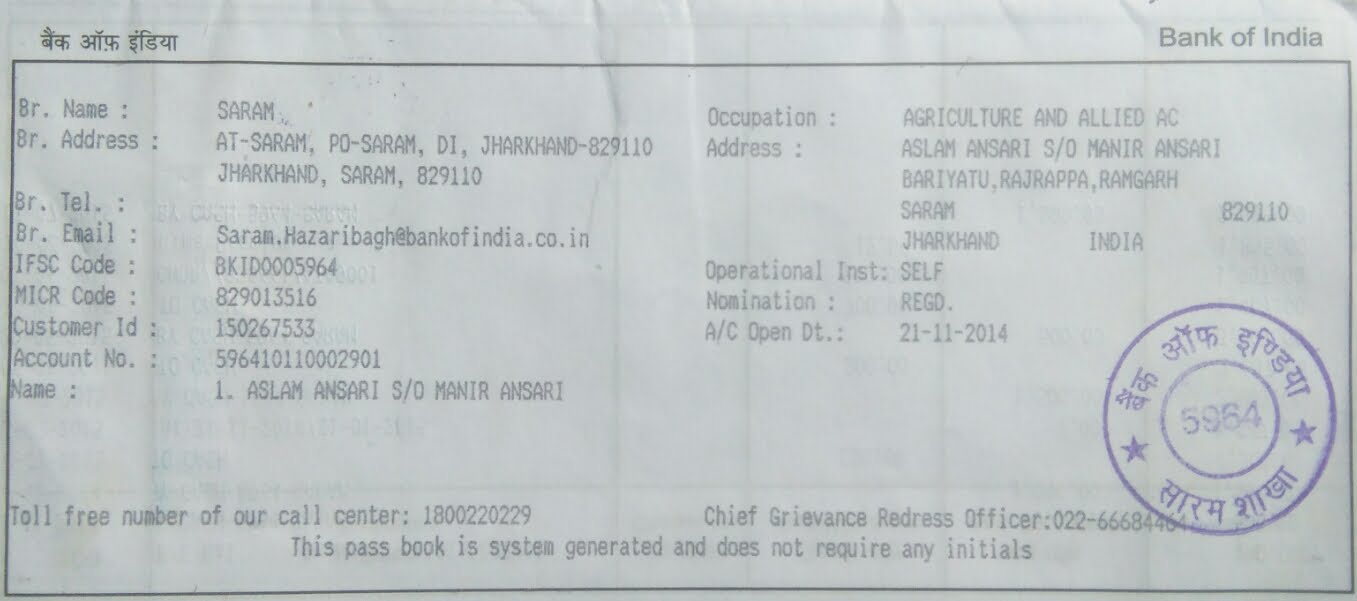 बैंक ऑफ़ इंडिया
Bank of India
Br. Name : SARAM
Br. Address : AT-SARAM, PO-SARAM, DI, JHARKHAND-829110
JHARKHAND, SARAM, 829110
Br. Tel. :
Br. Email : Saram.Hazaribagh@bankofindia.co.in
IFSC Code : BKID0005964
MICR Code : 829013516
Customer Id : 150267533
Account No. : 596410110002901
Name : 1. ASLAM ANSARI S/O MANIR ANSARI
Occupation : AGRICULTURE AND ALLIED AC
Address : ASLAM ANSARI S/O MANIR ANSARI
BARIYATU,RAJRAPPA,RAMGARH
SARAM 829110
JHARKHAND INDIA
Operational Inst: SELF
Nomination : REGD.
A/C Open Dt.: 21-11-2014
बैंक ऑफ इण्डिया
5964
सारम शाखा
Toll free number of our call center: 1800220229
Chief Grievance Redress Officer:
This pass book is system generated and does not require any initials